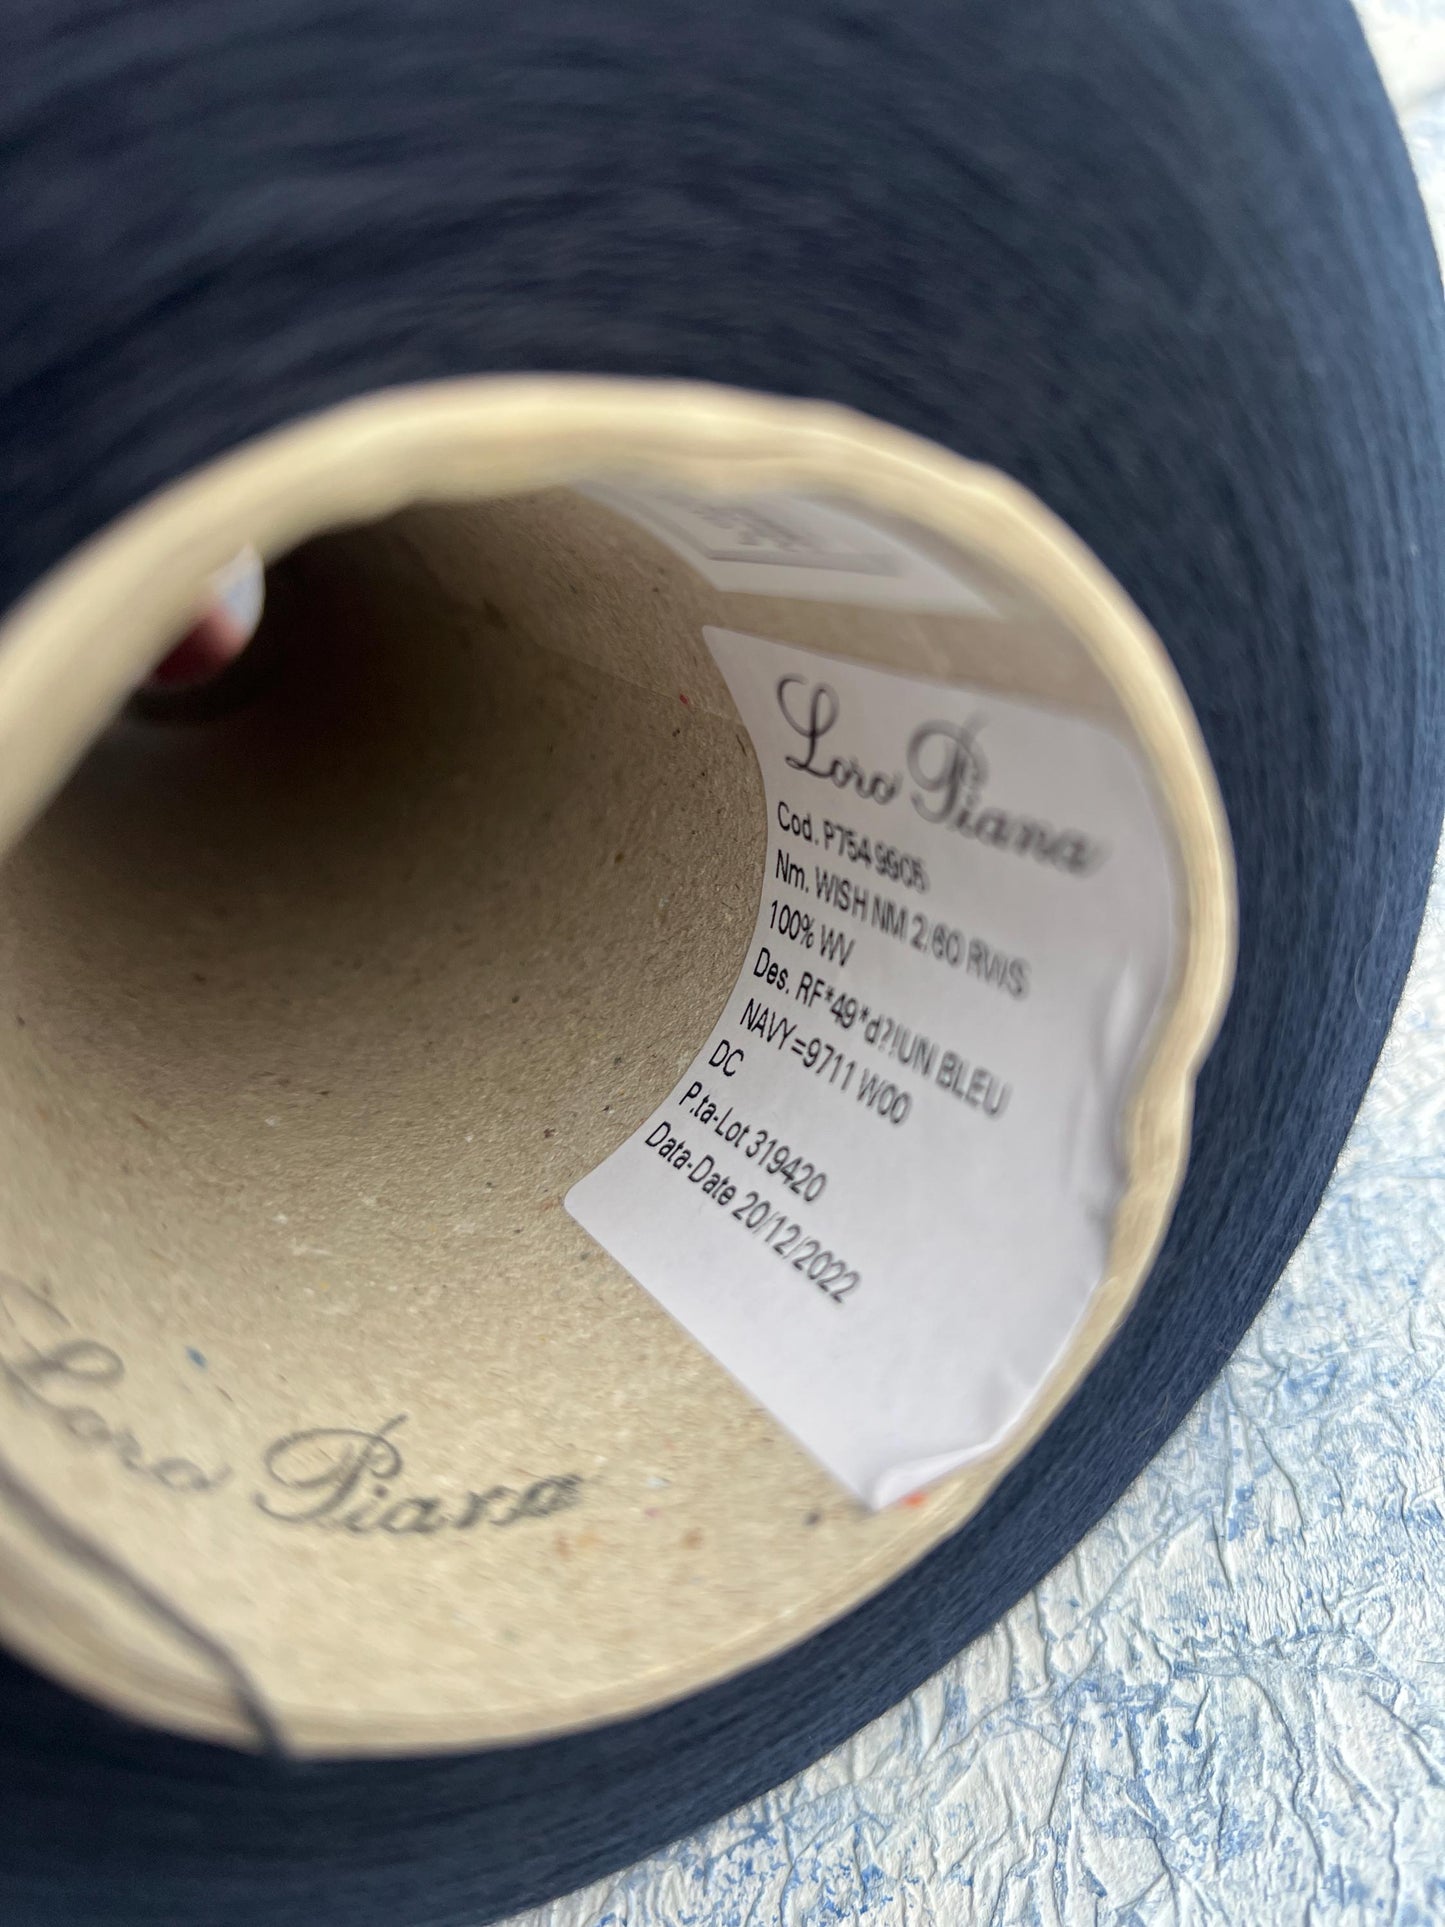 Loro Piana
Cod. P754 9905
Nm. WISH NM 2/60 RWS
100% WV
Des. RF*49*d?!UN BLEU
NAVY=9711 W00
DC
P.ta-Lot 319420
Data-Date 20/12/2022
Loro Piana